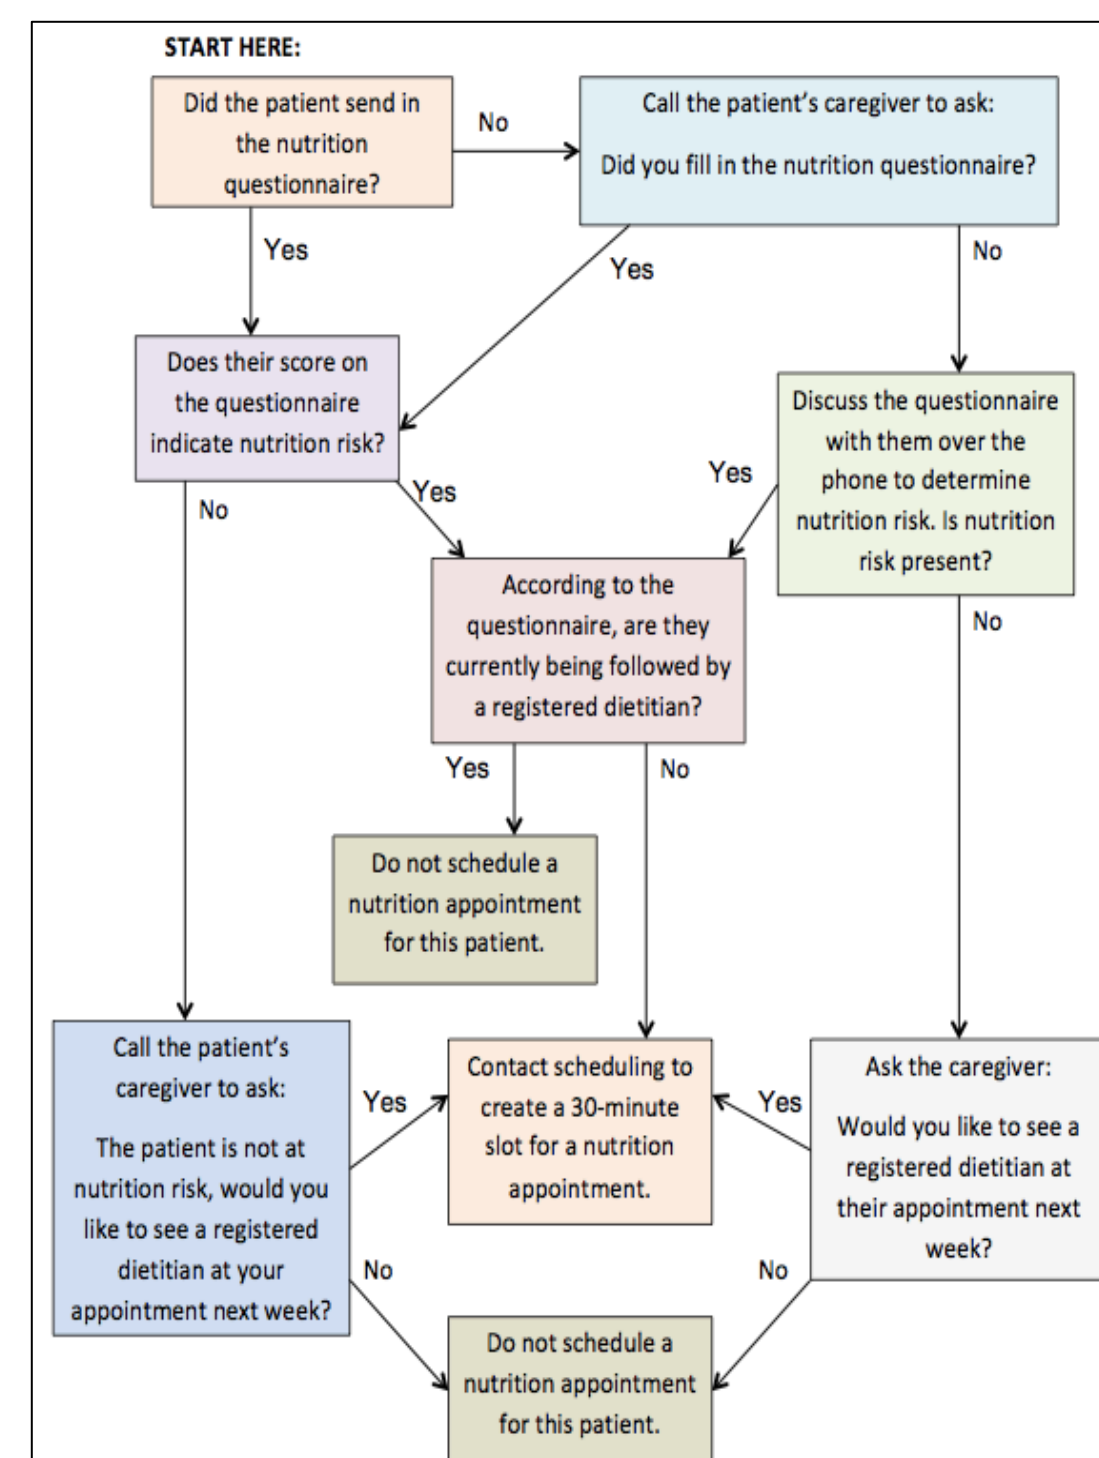 START HERE:
Did the patient send in
the nutrition
questionnaire?
No
Call the patient's caregiver to ask:
Did you fill in the nutrition questionnaire?
Yes
Yes
No
Does their score on
the questionnaire
indicate nutrition risk?
Discuss the questionnaire
with them over the
phone to determine
nutrition risk. Is nutrition
risk present?
No
Yes
Yes
No
According to the
questionnaire, are they
currently being followed by
a registered dietitian?
Yes
No
Do not schedule a
nutrition appointment
for this patient.
Call the patient's
caregiver to ask:
The patient is not at
nutrition risk, would you
like to see a registered
dietitian at your
appointment next week?
Yes
No
Contact scheduling to
create a 30-minute
slot for a nutrition
appointment.
Yes
No
Ask the caregiver:
Would you like to see a
registered dietitian at
their appointment next
week?
Do not schedule a
nutrition appointment
for this patient.